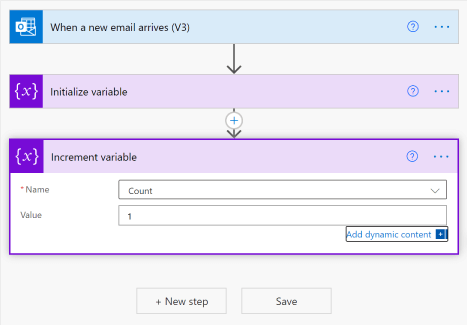 When a new email arrives (V3)
{x} Initialize variable
{x} Increment variable
* Name Count
Value 1
Add dynamic content
+ New step Save